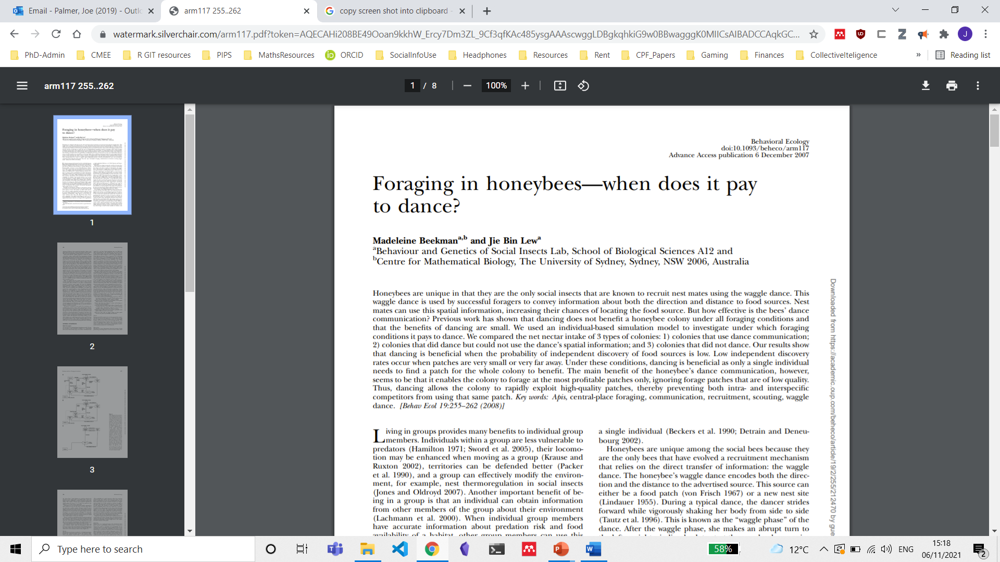 Email - Palmer, Joe (2019) - Outl
arm117 255..262
copy screen shot into clipboard -
watermark.silverchair.com/arm117.pdf?token=AQECAHi208BE49Ooan9kkhW_Ercy7Dm3ZL_9Cf3qfKAc485ysgAAAscwggLDBgkqhkiG9w0BBwagggK0MIICsAIBADCCAqkGC...
PhD-Admin
CMEE
R GIT resources
PIPS
MathsResources
ORCID
SocialInfoUse
Headphones
Resources
Rent
CPF_Papers
Gaming
Finances
CollectiveIteligence
»
Reading list
arm117 255..262
1 / 8
100%
1
2
3
Behavioral Ecology
doi:10.1093/beheco/arm117
Advance Access publication 6 December 2007
Foraging in honeybees—when does it pay
to dance?
Madeleine Beekmana,b and Jie Bin Lewa
aBehaviour and Genetics of Social Insects Lab, School of Biological Sciences A12 and
bCentre for Mathematical Biology, The University of Sydney, Sydney, NSW 2006, Australia
Honeybees are unique in that they are the only social insects that are known to recruit nest mates using the waggle dance. This
waggle dance is used by successful foragers to convey information about both the direction and distance to food sources. Nest
mates can use this spatial information, increasing their chances of locating the food source. But how effective is the bees' dance
communication? Previous work has shown that dancing does not benefit a honeybee colony under all foraging conditions and
that the benefits of dancing are small. We used an individual-based simulation model to investigate under which foraging
conditions it pays to dance. We compared the net nectar intake of 3 types of colonies: 1) colonies that use dance communication;
2) colonies that did dance but could not use the dance's spatial information; and 3) colonies that did not dance. Our results show
that dancing is beneficial when the probability of independent discovery of food sources is low. Low independent discovery
rates occur when patches are very small or very far away. Under these conditions, dancing is beneficial as only a single individual
needs to find a patch for the whole colony to benefit. The main benefit of the honeybee's dance communication, however,
seems to be that it enables the colony to forage at the most profitable patches only, ignoring forage patches that are of low quality.
Thus, dancing allows the colony to rapidly exploit high-quality patches, thereby preventing both intra- and interspecific
competitors from using that same patch. Key words: Apis, central-place foraging, communication, recruitment, scouting, waggle
dance. [Behav Ecol 19:255–262 (2008)]
Living in groups provides many benefits to individual group
members. Individuals within a group are less vulnerable to
predators (Hamilton 1971; Sword et al. 2005), their locomo-
tion may be enhanced when moving as a group (Krause and
Ruxton 2002), territories can be defended better (Packer
et al. 1990), and a group can effectively modify the environ-
ment, for example, nest thermoregulation in social insects
(Jones and Oldroyd 2007). Another important benefit of be-
ing in a group is that an individual can obtain information
from other members of the group about their environment
(Lachmann et al. 2000). When individual group members
have accurate information about predation risk and food
availability of a habitat, other group members can use this
a single individual (Beckers et al. 1990; Detrain and Deneu-
bourg 2002).
Honeybees are unique among the social bees because they
are the only bees that have evolved a recruitment mechanism
that relies on the direct transfer of information: the waggle
dance. The honeybee's waggle dance encodes both the direc-
tion and the distance to the advertised source. This source can
either be a food patch (von Frisch 1967) or a new nest site
(Lindauer 1955). During a typical dance, the dancer strides
forward while vigorously shaking her body from side to side
(Tautz et al. 1996). This is known as the "waggle phase" of the
dance. After the waggle phase, she makes an abrupt turn to
Downloaded from https://academic.oup.com/beheco/article/19/2/255/212470 by gue
Type here to search
58%
12°C
ENG
15:18
06/11/2021
2